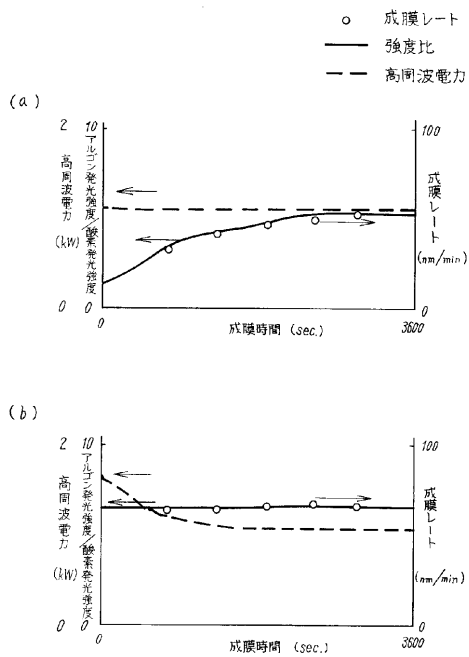 成膜レート
強度比
高周波電力
(a)
2
10
100
高周波電力
(kW)
アルゴン発光強度/酸素発光強度
成膜レート
(nm/min)
0
0
0
0
3600
成膜時間 (sec.)
(b)
2
10
100
高周波電力
(kW)
アルゴン発光強度/酸素発光強度
成膜レート
(nm/min)
0
0
0
0
3600
成膜時間 (sec.)